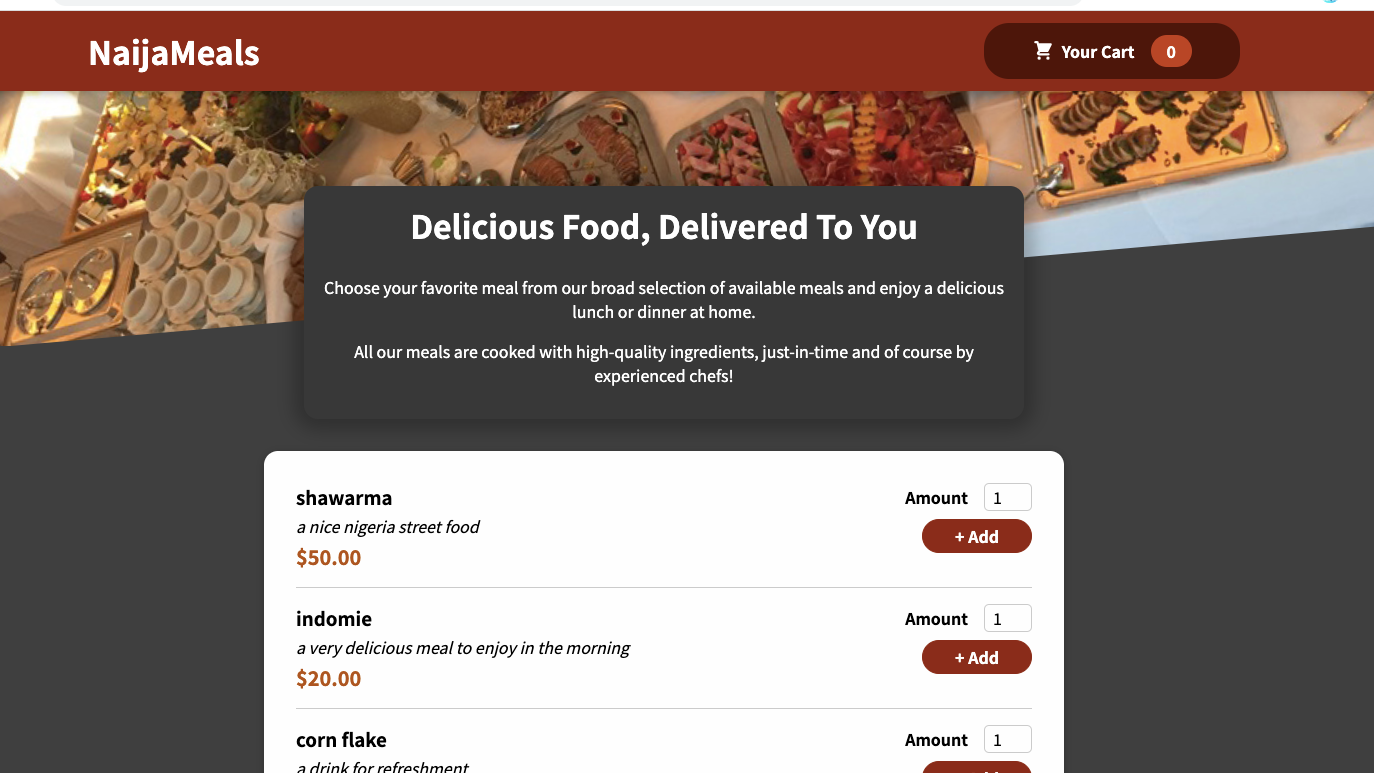 NaijaMeals
Your Cart 0
Delicious Food, Delivered To You
Choose your favorite meal from our broad selection of available meals and enjoy a delicious
lunch or dinner at home.
All our meals are cooked with high-quality ingredients, just-in-time and of course by
experienced chefs!
shawarma
Amount 1
a nice nigeria street food
+ Add
$50.00
indomie
Amount 1
a very delicious meal to enjoy in the morning
+ Add
$20.00
corn flake
Amount 1
a drink for refreshment